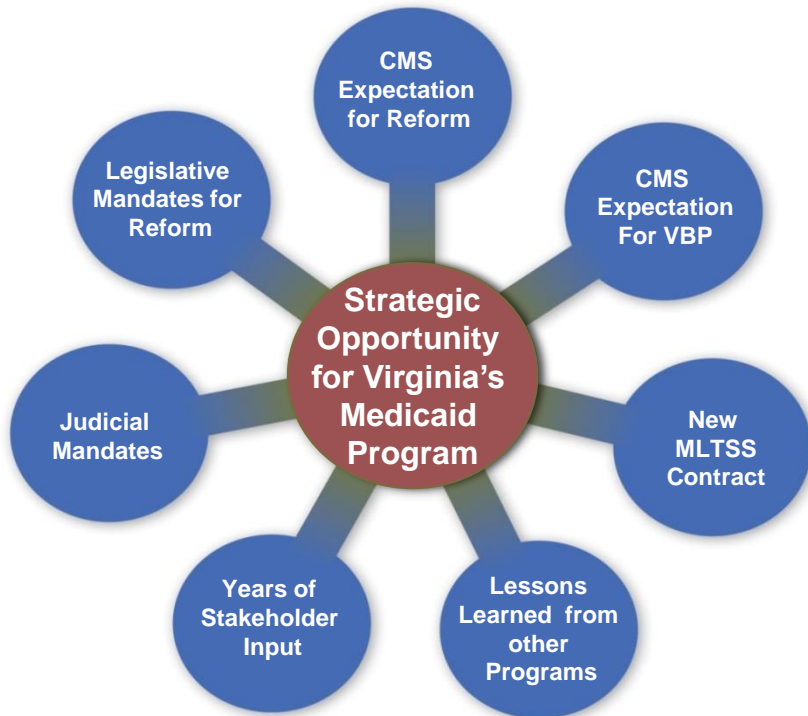 CMS
Expectation
for Reform
CMS
Expectation
For VBP
New
MLTSS
Contract
Lessons
Learned from
other
Programs
Years of
Stakeholder
Input
Judicial
Mandates
Legislative
Mandates for
Reform
Strategic
Opportunity
for Virginia's
Medicaid
Program